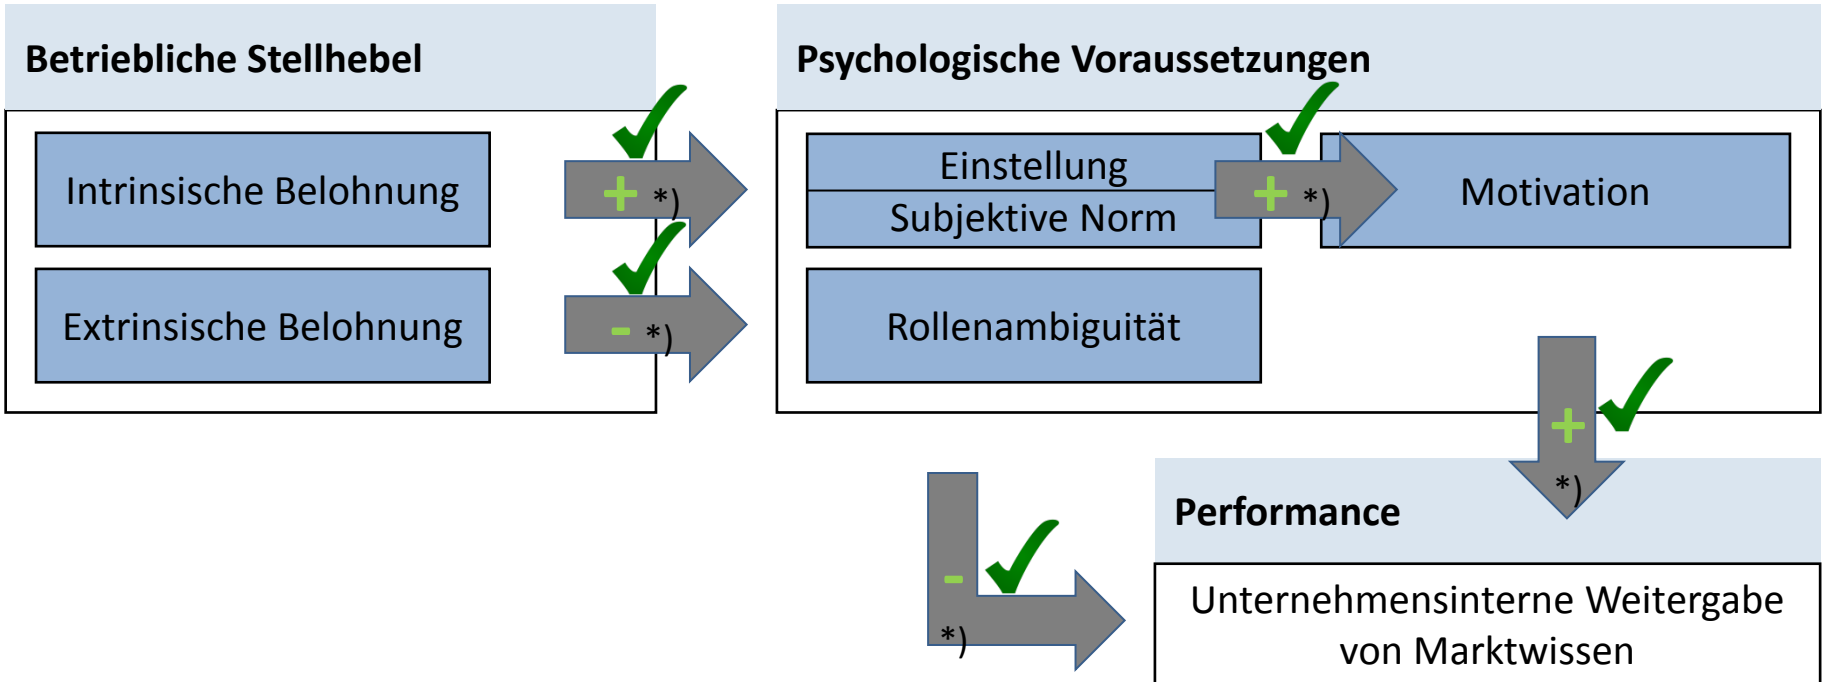 Betriebliche Stellhebel
Psychologische Voraussetzungen
Intrinsische Belohnung
+ *)
Einstellung
Subjektive Norm
+ *)
Motivation
Extrinsische Belohnung
- *)
Rollenambiguität
+
*)
Performance
-
*)
Unternehmensinterne Weitergabe
von Marktwissen